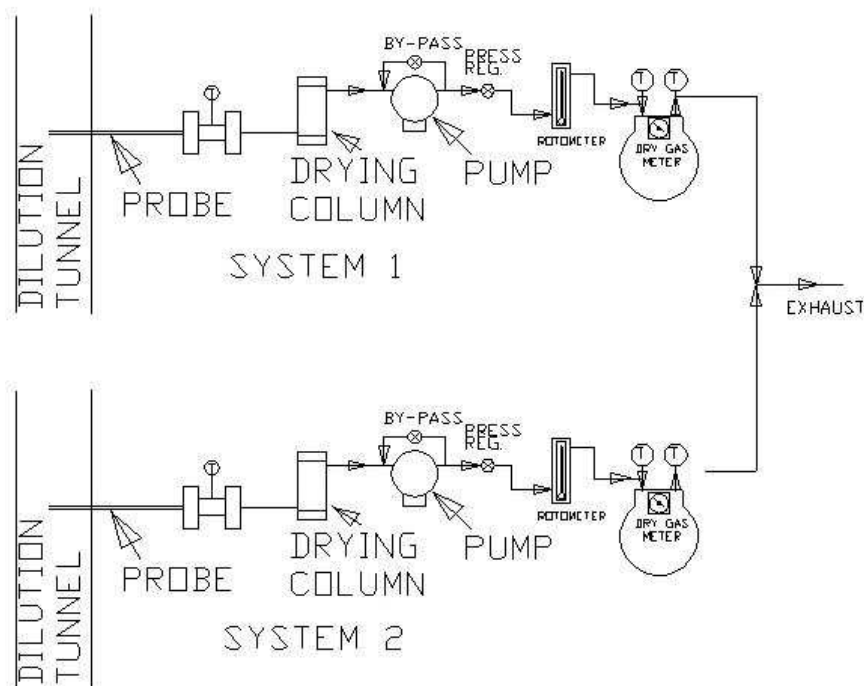 BY-PASS
PRESS
REG.
T
T
T
ROTOMETER
DRY GAS
METER
DILUTION
TUNNEL
PROBE
DRYING
COLUMN
PUMP
SYSTEM 1
EXHAUST
BY-PASS
PRESS
REG.
T
T
T
ROTOMETER
DRY GAS
METER
DILUTION
TUNNEL
PROBE
DRYING
COLUMN
PUMP
SYSTEM 2